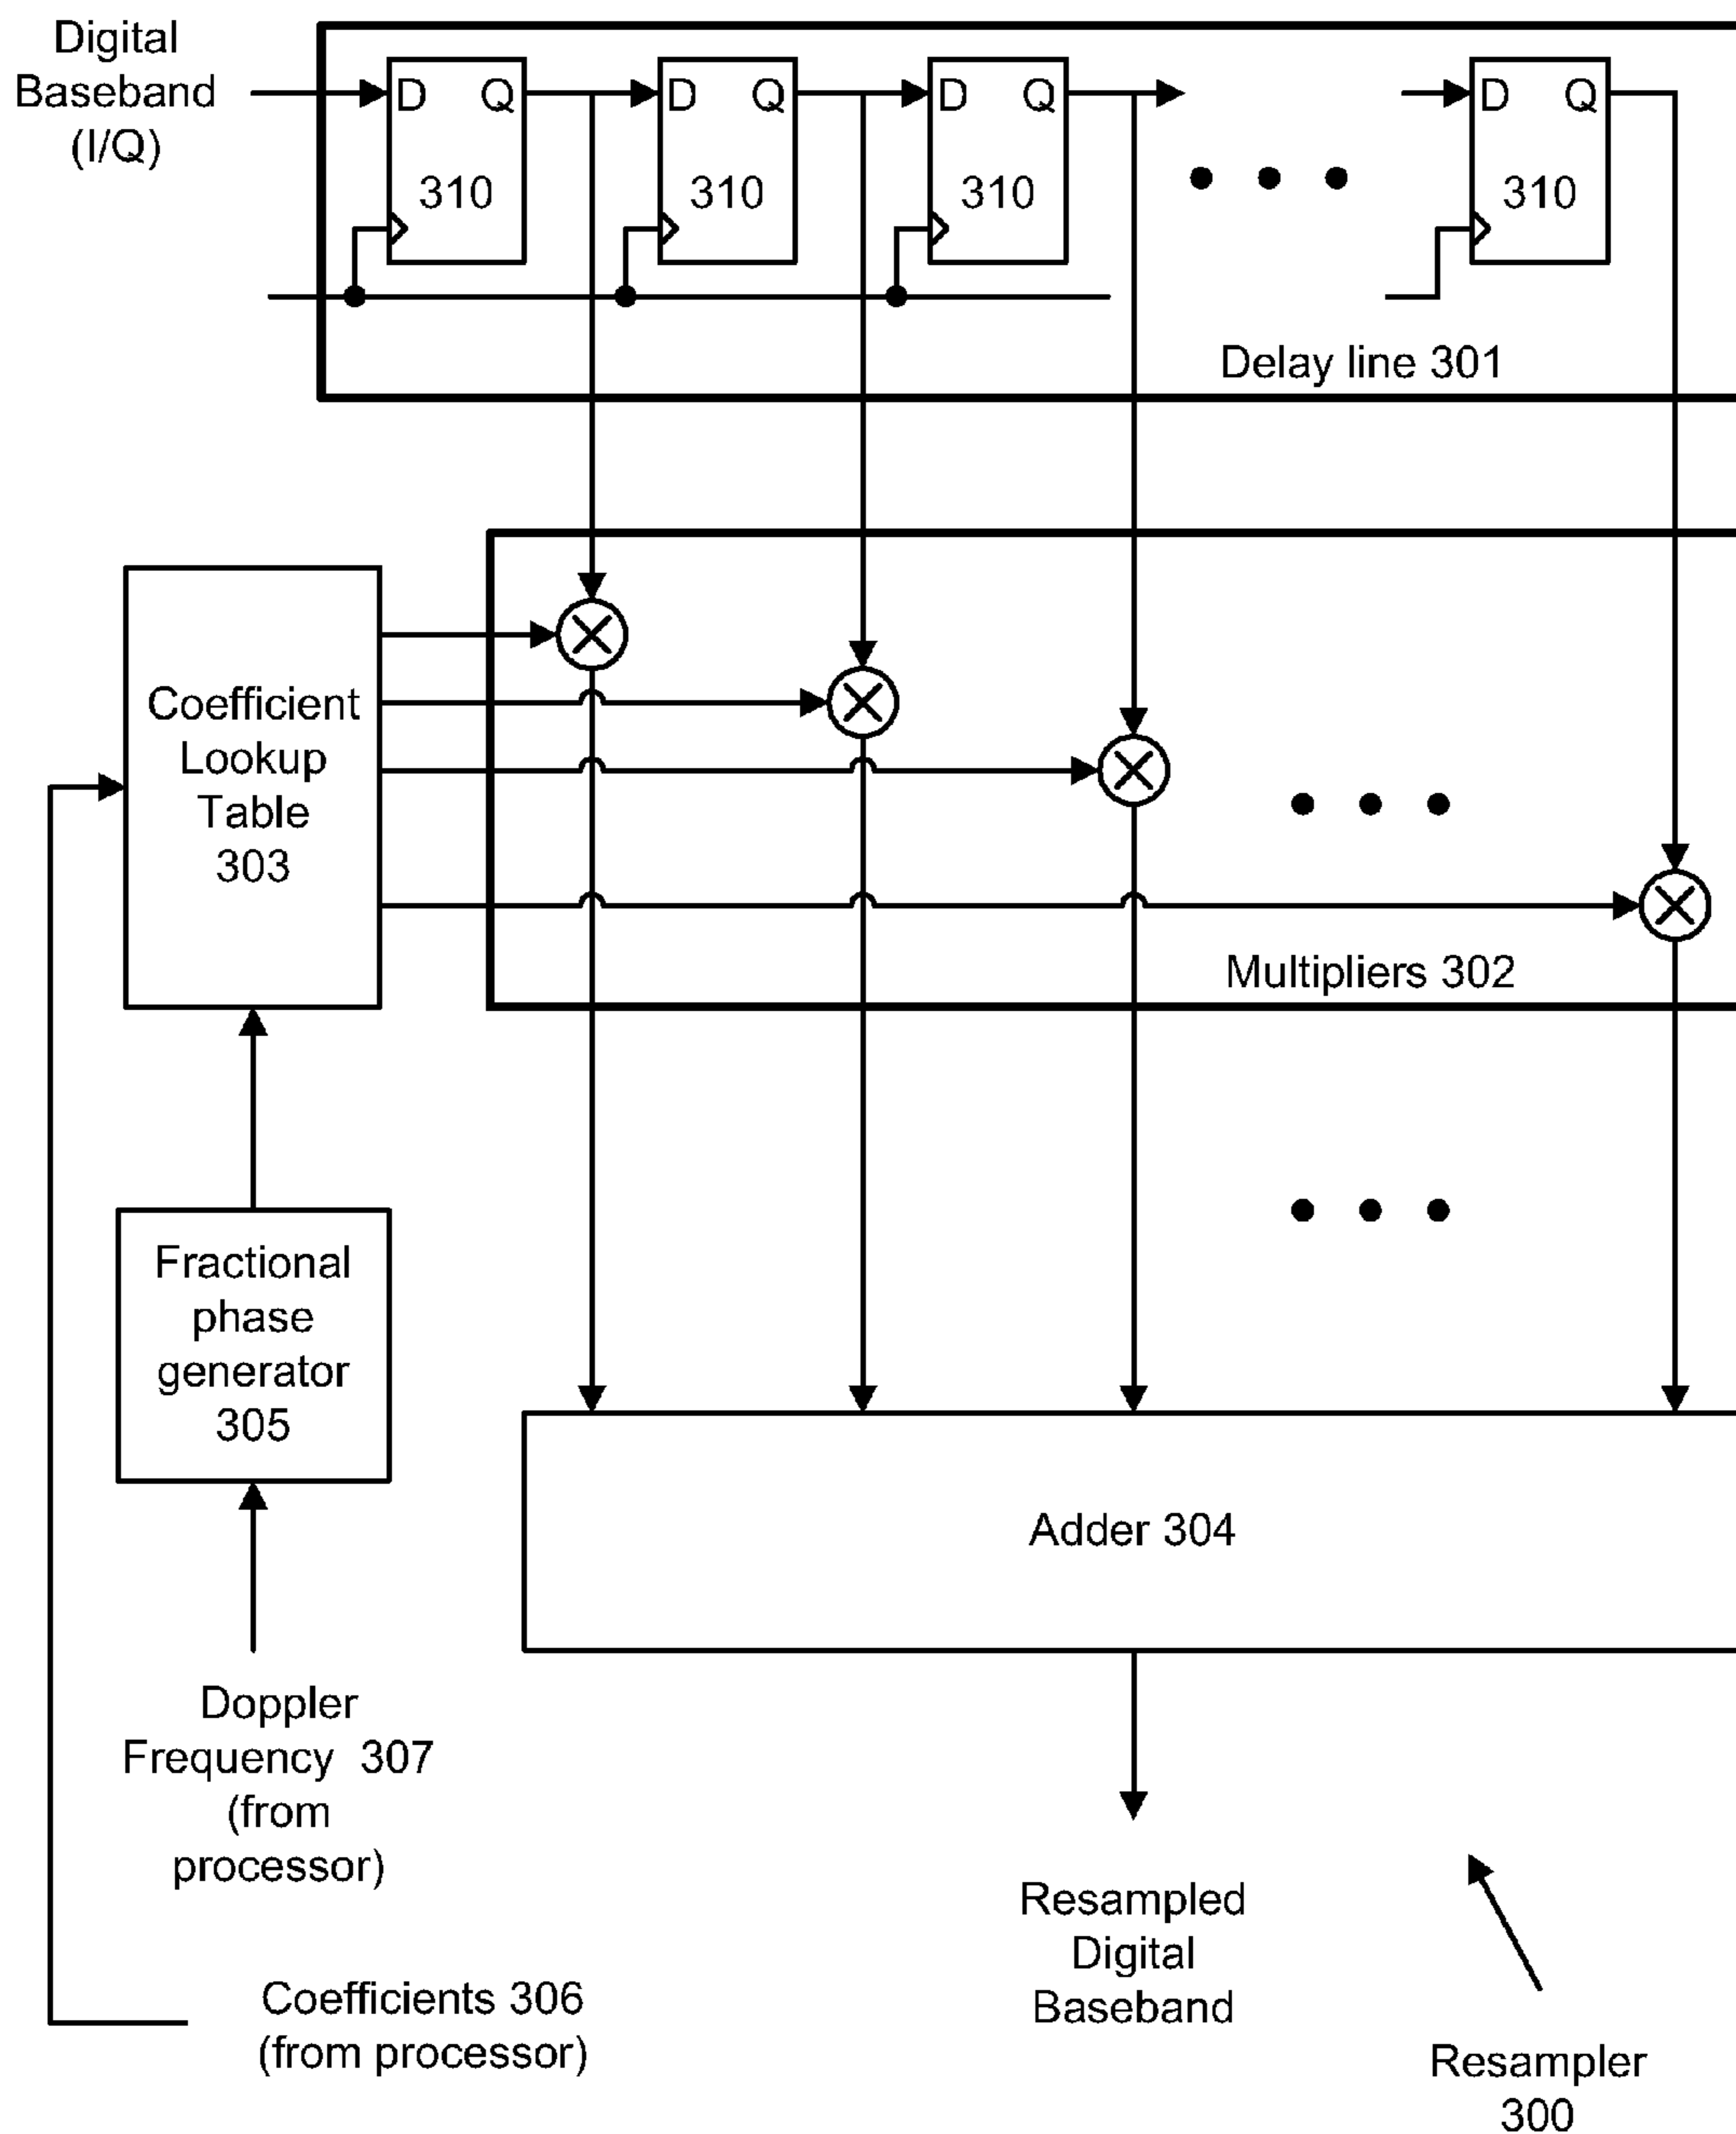 Digital
Baseband
(I/Q)
D Q
310
D Q
310
D Q
310
D Q
310
Delay line 301
Coefficient
Lookup
Table
303
Multipliers 302
Fractional
phase
generator
305
Adder 304
Doppler
Frequency 307
(from
processor)
Resampled
Digital
Baseband
Coefficients 306
(from processor)
Resampler
300